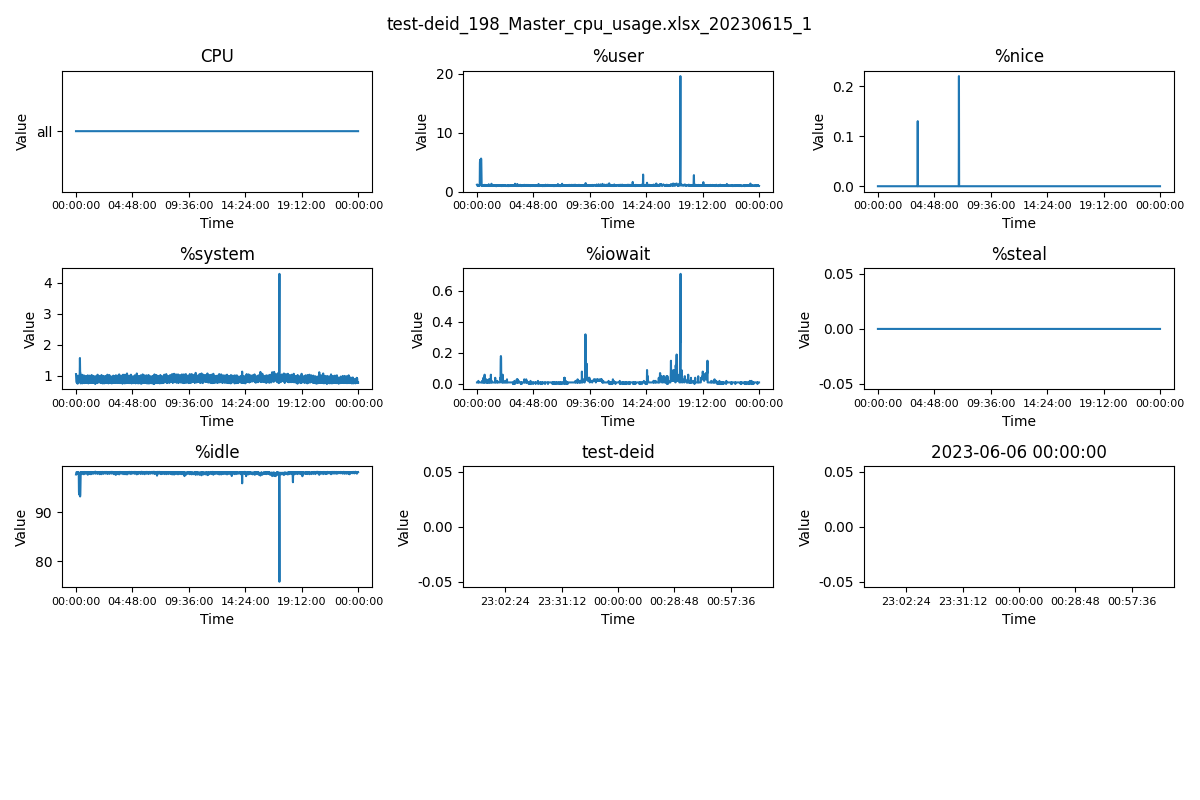 test-deid_198_Master_cpu_usage.xlsx_20230615_1
CPU
Value
all
00:00:00 04:48:00 09:36:00 14:24:00 19:12:00 00:00:00
Time
%user
Value
20
10
0
00:00:00 04:48:00 09:36:00 14:24:00 19:12:00 00:00:00
Time
%nice
Value
0.2
0.1
0.0
00:00:00 04:48:00 09:36:00 14:24:00 19:12:00 00:00:00
Time
%system
Value
4
3
2
1
00:00:00 04:48:00 09:36:00 14:24:00 19:12:00 00:00:00
Time
%iowait
Value
0.6
0.4
0.2
0.0
00:00:00 04:48:00 09:36:00 14:24:00 19:12:00 00:00:00
Time
%steal
Value
0.05
0.00
-0.05
00:00:00 04:48:00 09:36:00 14:24:00 19:12:00 00:00:00
Time
%idle
Value
90
80
00:00:00 04:48:00 09:36:00 14:24:00 19:12:00 00:00:00
Time
test-deid
Value
0.05
0.00
-0.05
23:02:24 23:31:12 00:00:00 00:28:48 00:57:36
Time
2023-06-06 00:00:00
Value
0.05
0.00
-0.05
23:02:24 23:31:12 00:00:00 00:28:48 00:57:36
Time